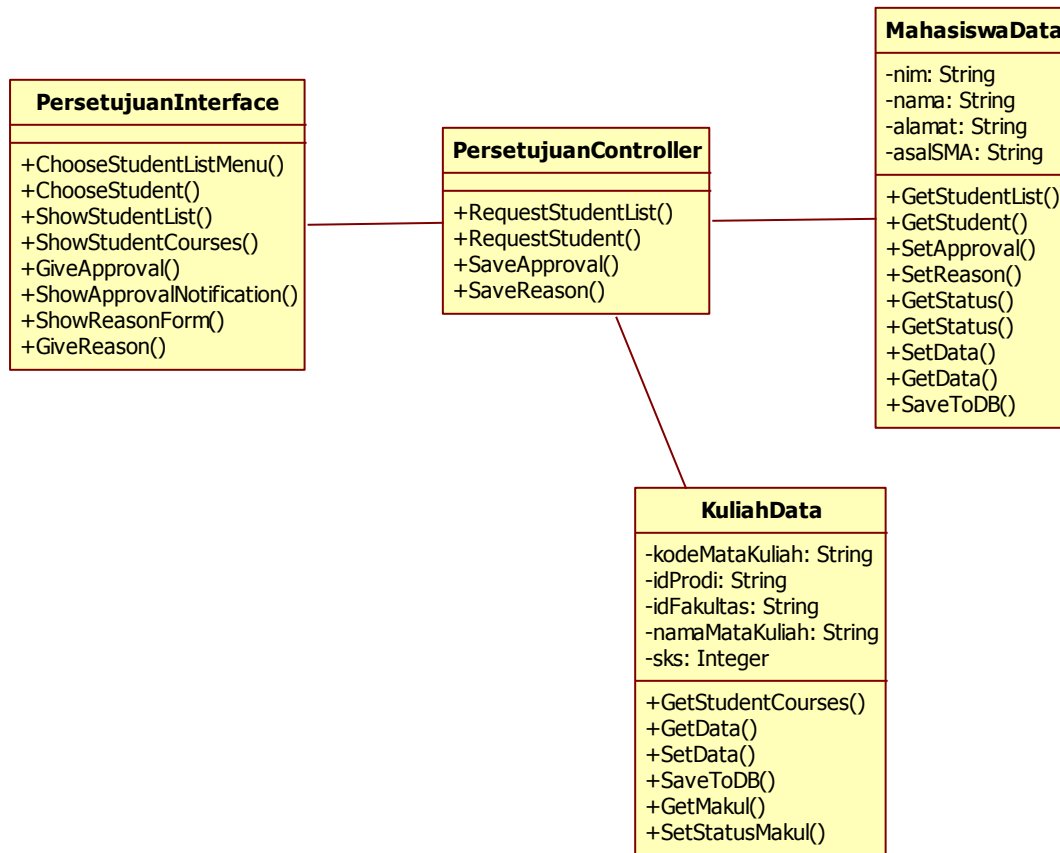 PersetujuanInterface
+ChooseStudentListMenu()
+ChooseStudent()
+ShowStudentList()
+ShowStudentCourses()
+GiveApproval()
+ShowApprovalNotification()
+ShowReasonForm()
+GiveReason()
PersetujuanController
+RequestStudentList()
+RequestStudent()
+SaveApproval()
+SaveReason()
MahasiswaData
-nim: String
-nama: String
-alamat: String
-asalSMA: String
+GetStudentList()
+GetStudent()
+SetApproval()
+SetReason()
+GetStatus()
+GetStatus()
+SetData()
+GetData()
+SaveToDB()
KuliahData
-kodeMataKuliah: String
-idProdi: String
-idFakultas: String
-namaMataKuliah: String
-sks: Integer
+GetStudentCourses()
+GetData()
+SetData()
+SaveToDB()
+GetMakul()
+SetStatusMakul()